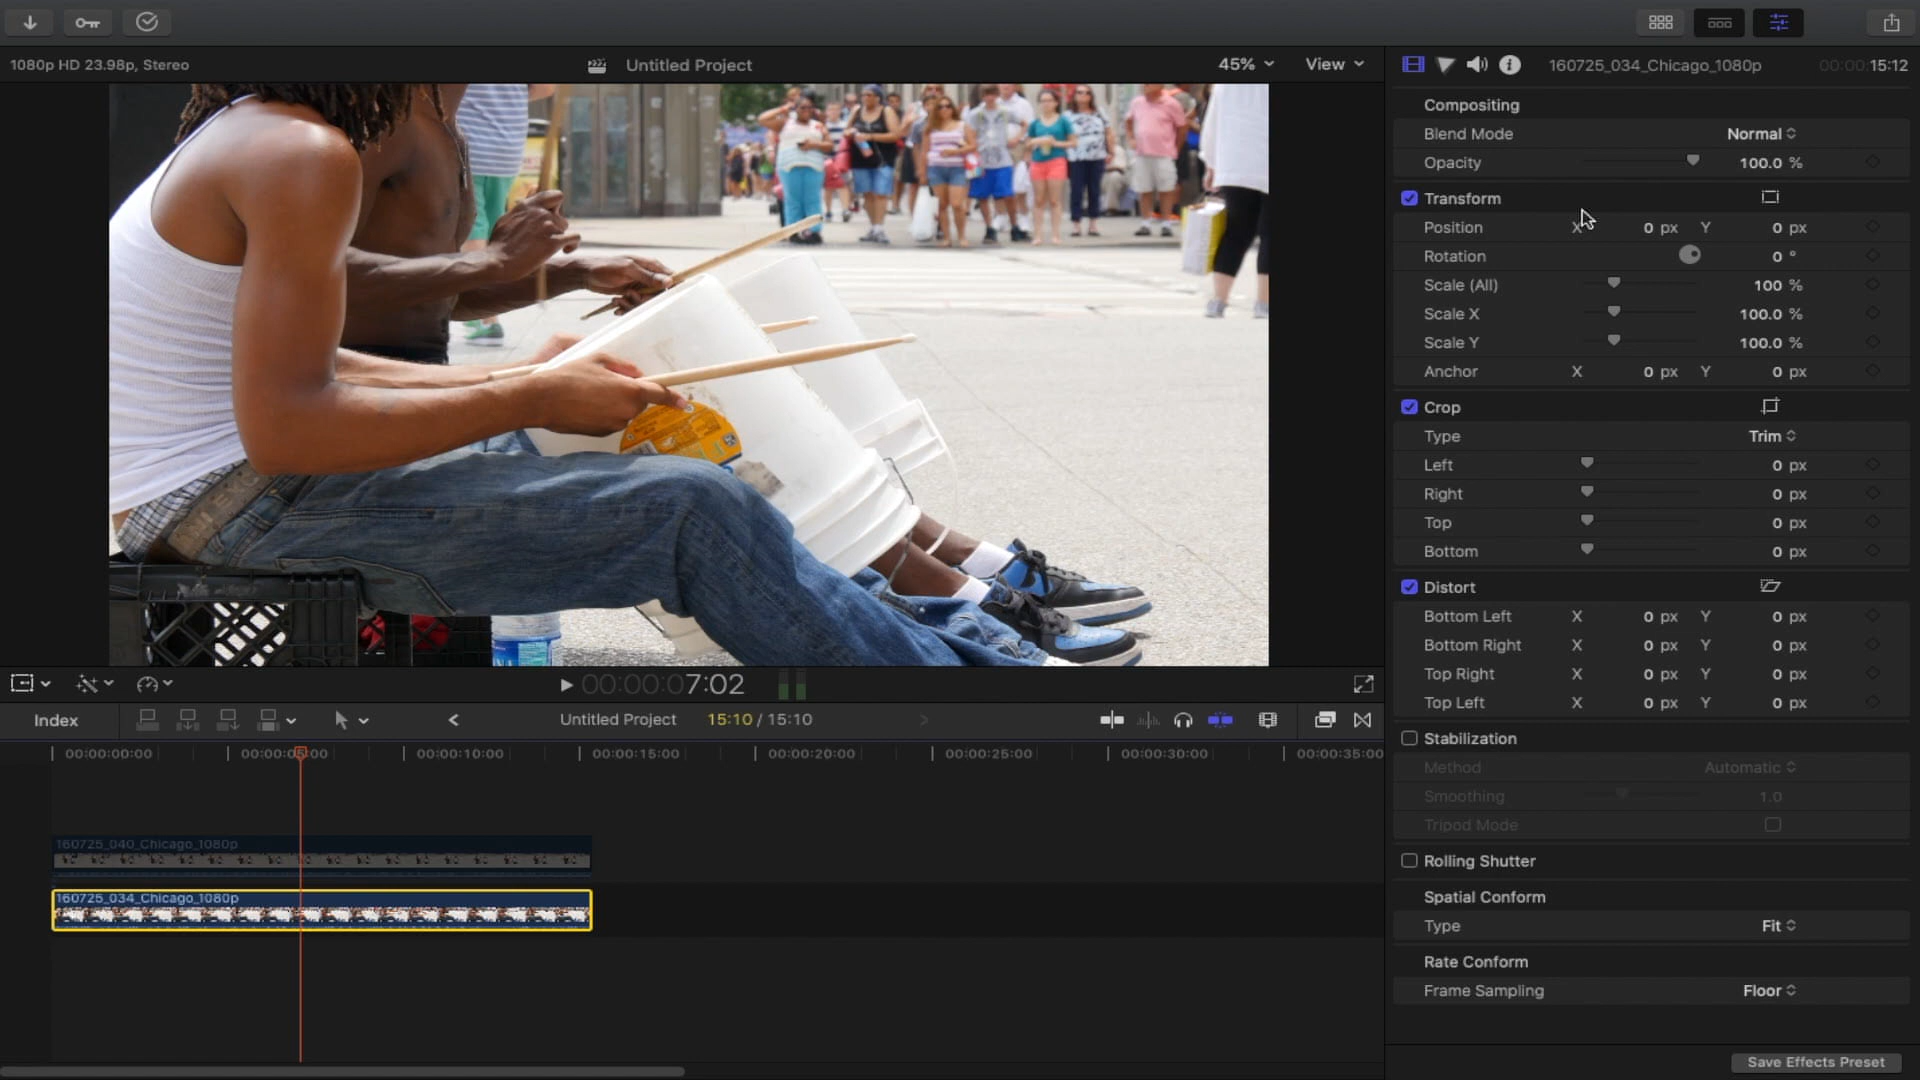 1080p HD 23.98p, Stereo
Untitled Project
45%
View
160725_034_Chicago_1080p
00:00:15:12
Compositing
Blend Mode Normal
Opacity 100.0 %
Transform
Position X 0 px Y 0 px
Rotation 0 °
Scale (All) 100 %
Scale X 100.0 %
Scale Y 100.0 %
Anchor X 0 px Y 0 px
Crop
Type Trim
Left 0 px
Right 0 px
Top 0 px
Bottom 0 px
Distort
Bottom Left X 0 px Y 0 px
Bottom Right X 0 px Y 0 px
Top Right X 0 px Y 0 px
Top Left X 0 px Y 0 px
Stabilization
Method Automatic
Smoothing 1.0
Tripod Mode
Rolling Shutter
Spatial Conform
Type Fit
Rate Conform
Frame Sampling Floor
Save Effects Preset
00:00:07:02
Index
Untitled Project 15:10 / 15:10
00:00:00:00 00:00:05:00 00:00:10:00 00:00:15:00 00:00:20:00 00:00:25:00 00:00:30:00 00:00:35:00
160725_040_Chicago_1080p
160725_034_Chicago_1080p